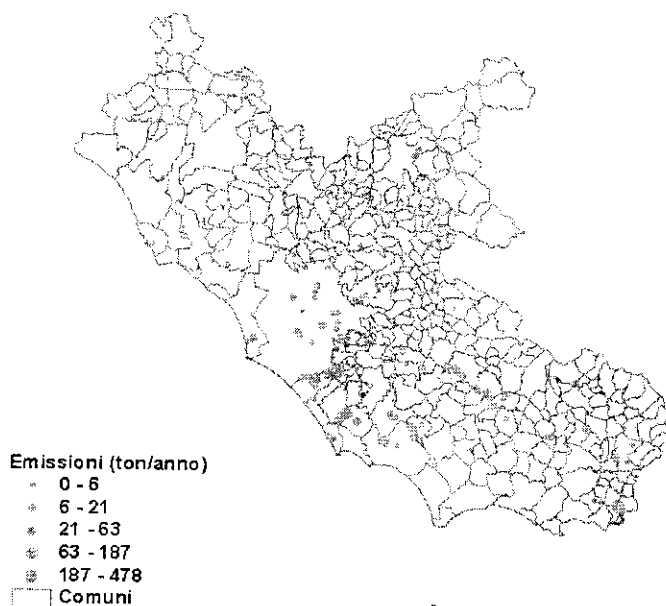 Emissioni (ton/anno)
0 - 6
6 - 21
21 - 63
63 - 187
187 - 478
Comuni